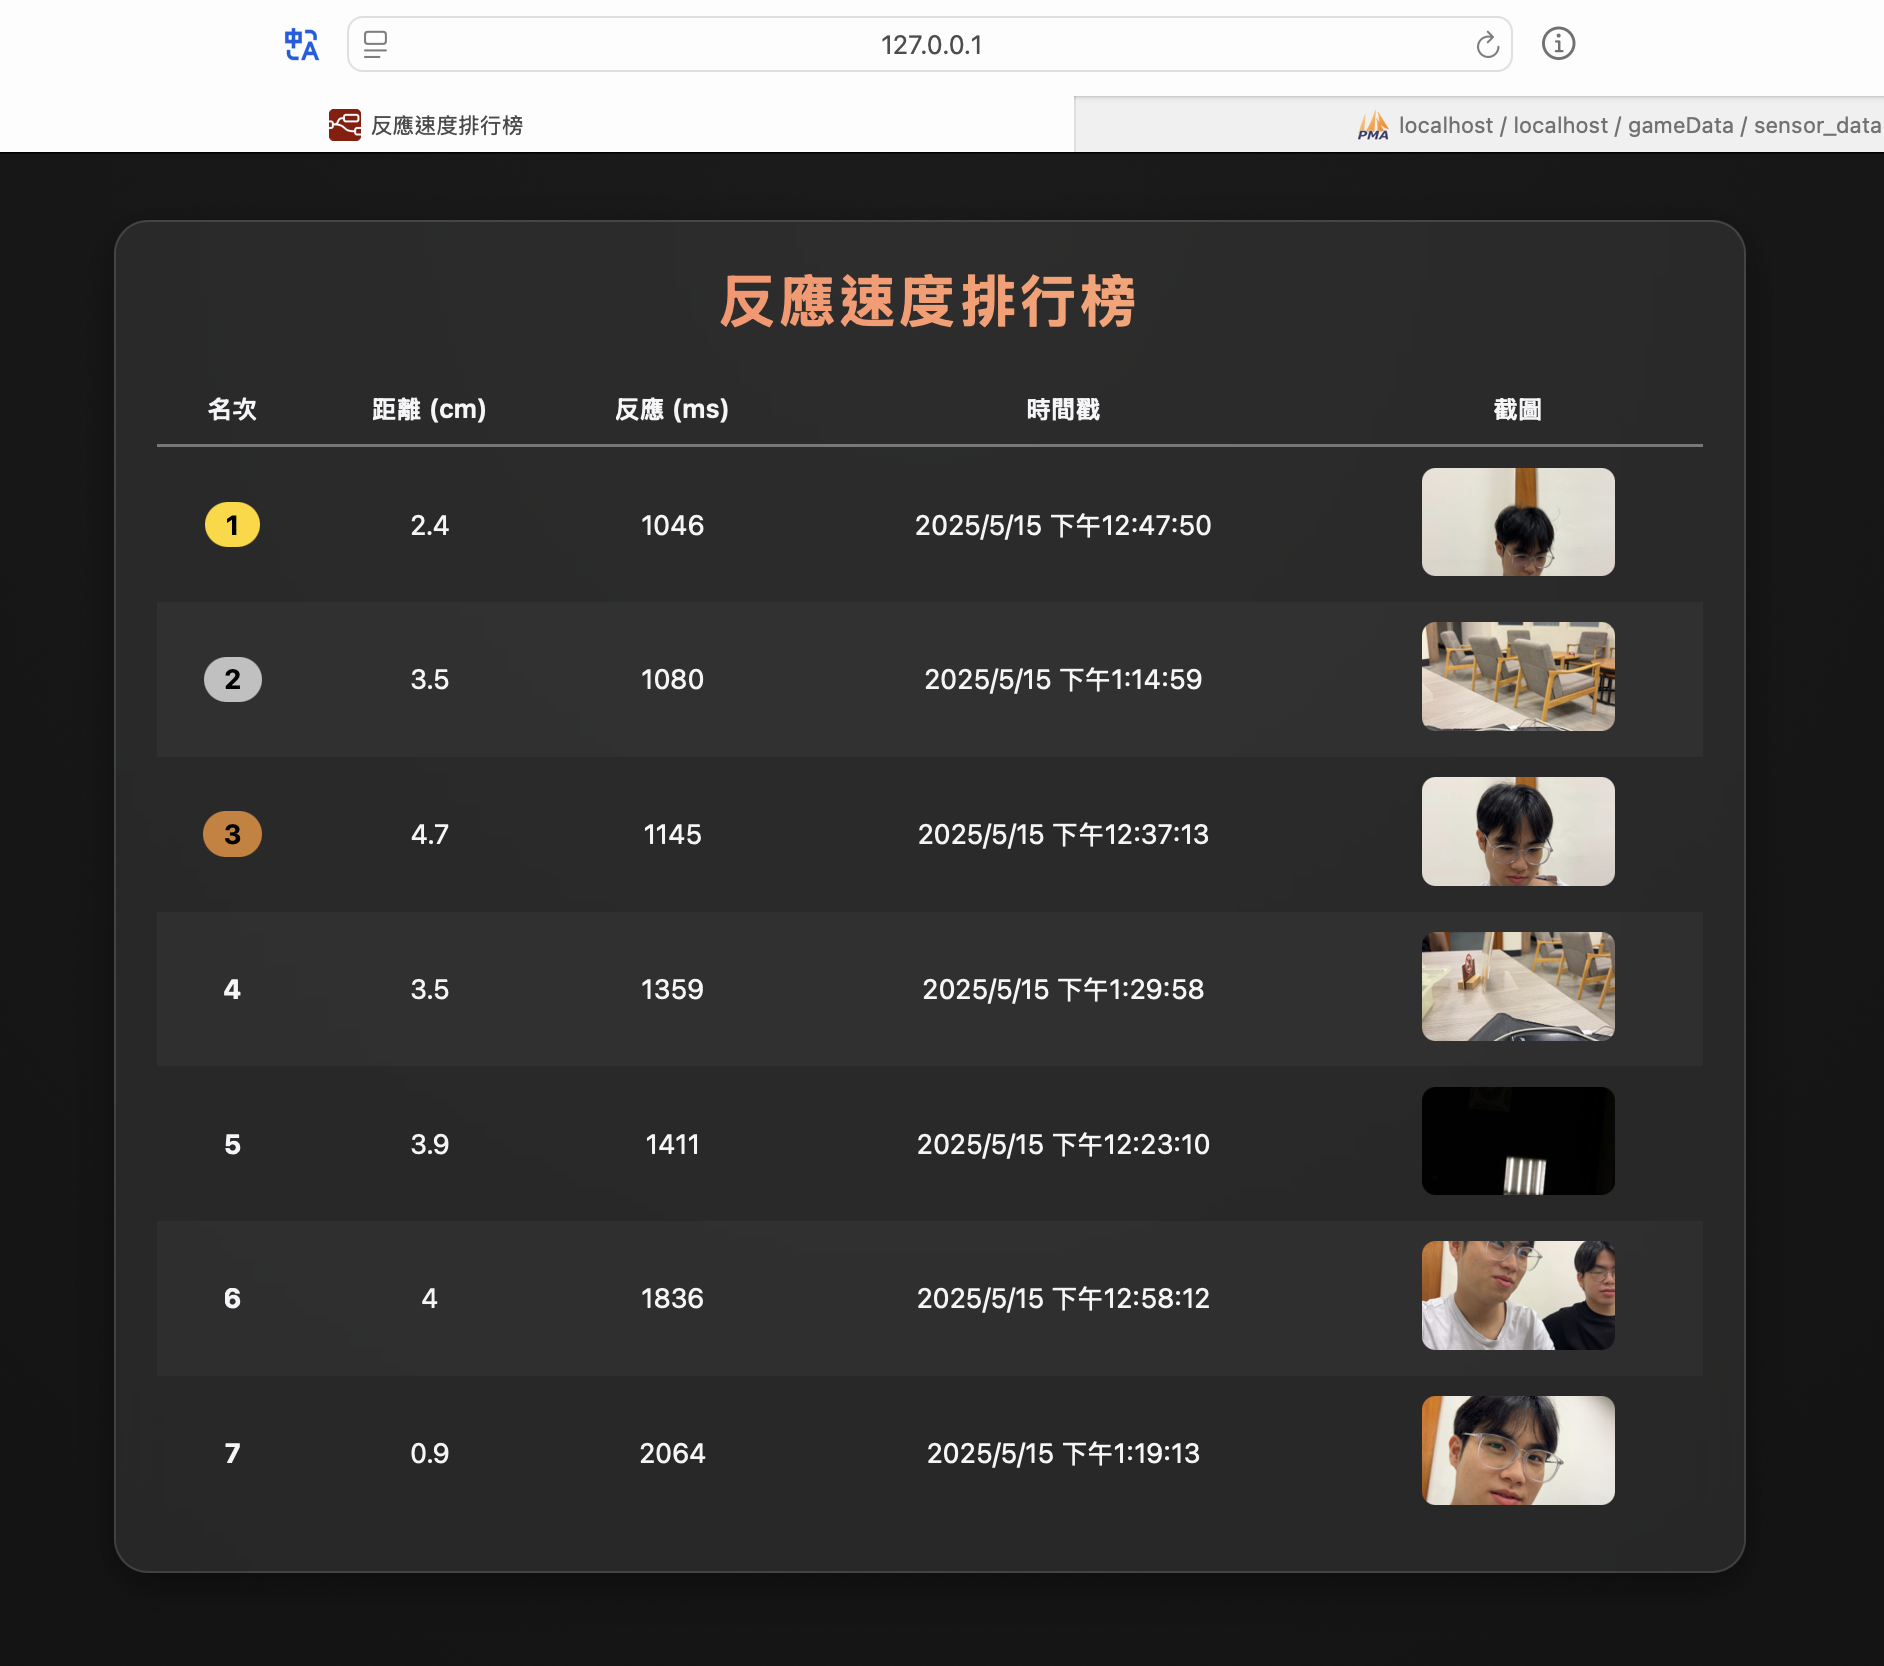 127.0.0.1
反應速度排行榜
PMA localhost / localhost / gameData / sensor_data
反應速度排行榜
名次 距離 (cm) 反應 (ms) 時間戳 截圖
1 2.4 1046 2025/5/15 下午12:47:50
2 3.5 1080 2025/5/15 下午1:14:59
3 4.7 1145 2025/5/15 下午12:37:13
4 3.5 1359 2025/5/15 下午1:29:58
5 3.9 1411 2025/5/15 下午12:23:10
6 4 1836 2025/5/15 下午12:58:12
7 0.9 2064 2025/5/15 下午1:19:13